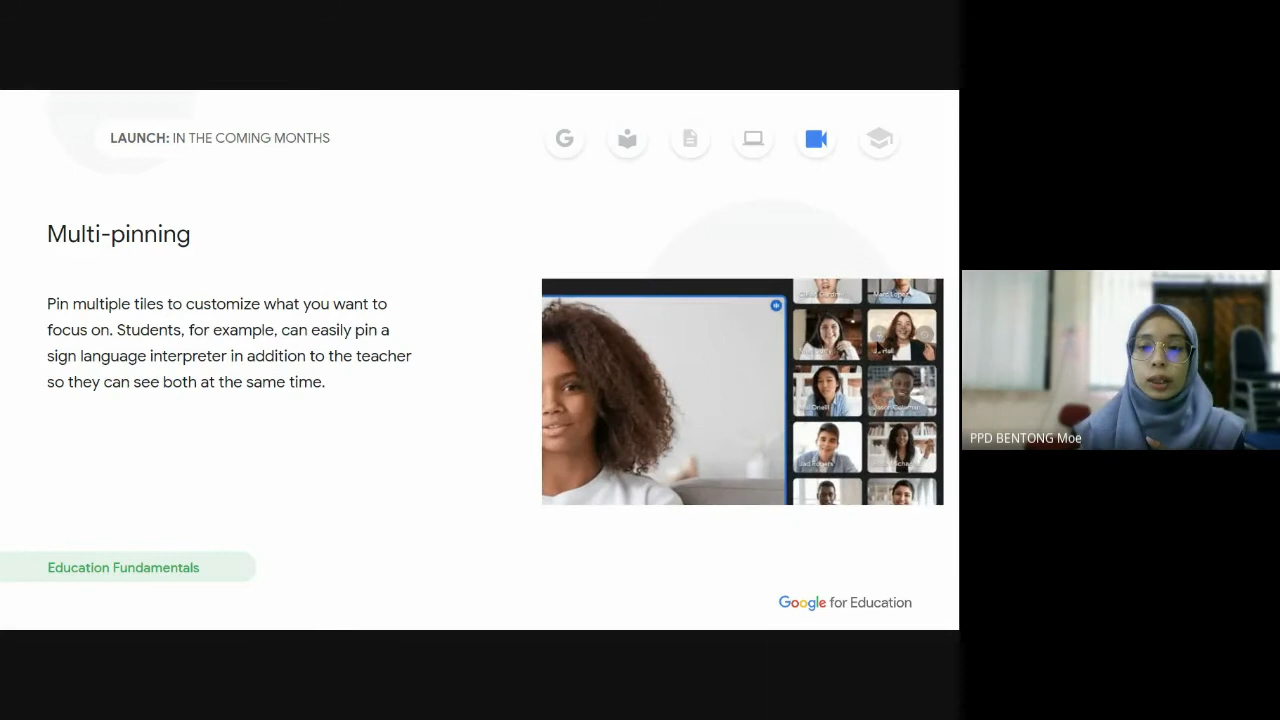 LAUNCH: IN THE COMING MONTHS
Multi-pinning
Pin multiple tiles to customize what you want to
focus on. Students, for example, can easily pin a
sign language interpreter in addition to the teacher
so they can see both at the same time.
Education Fundamentals
Google for Education
PPD BENTONG Moe